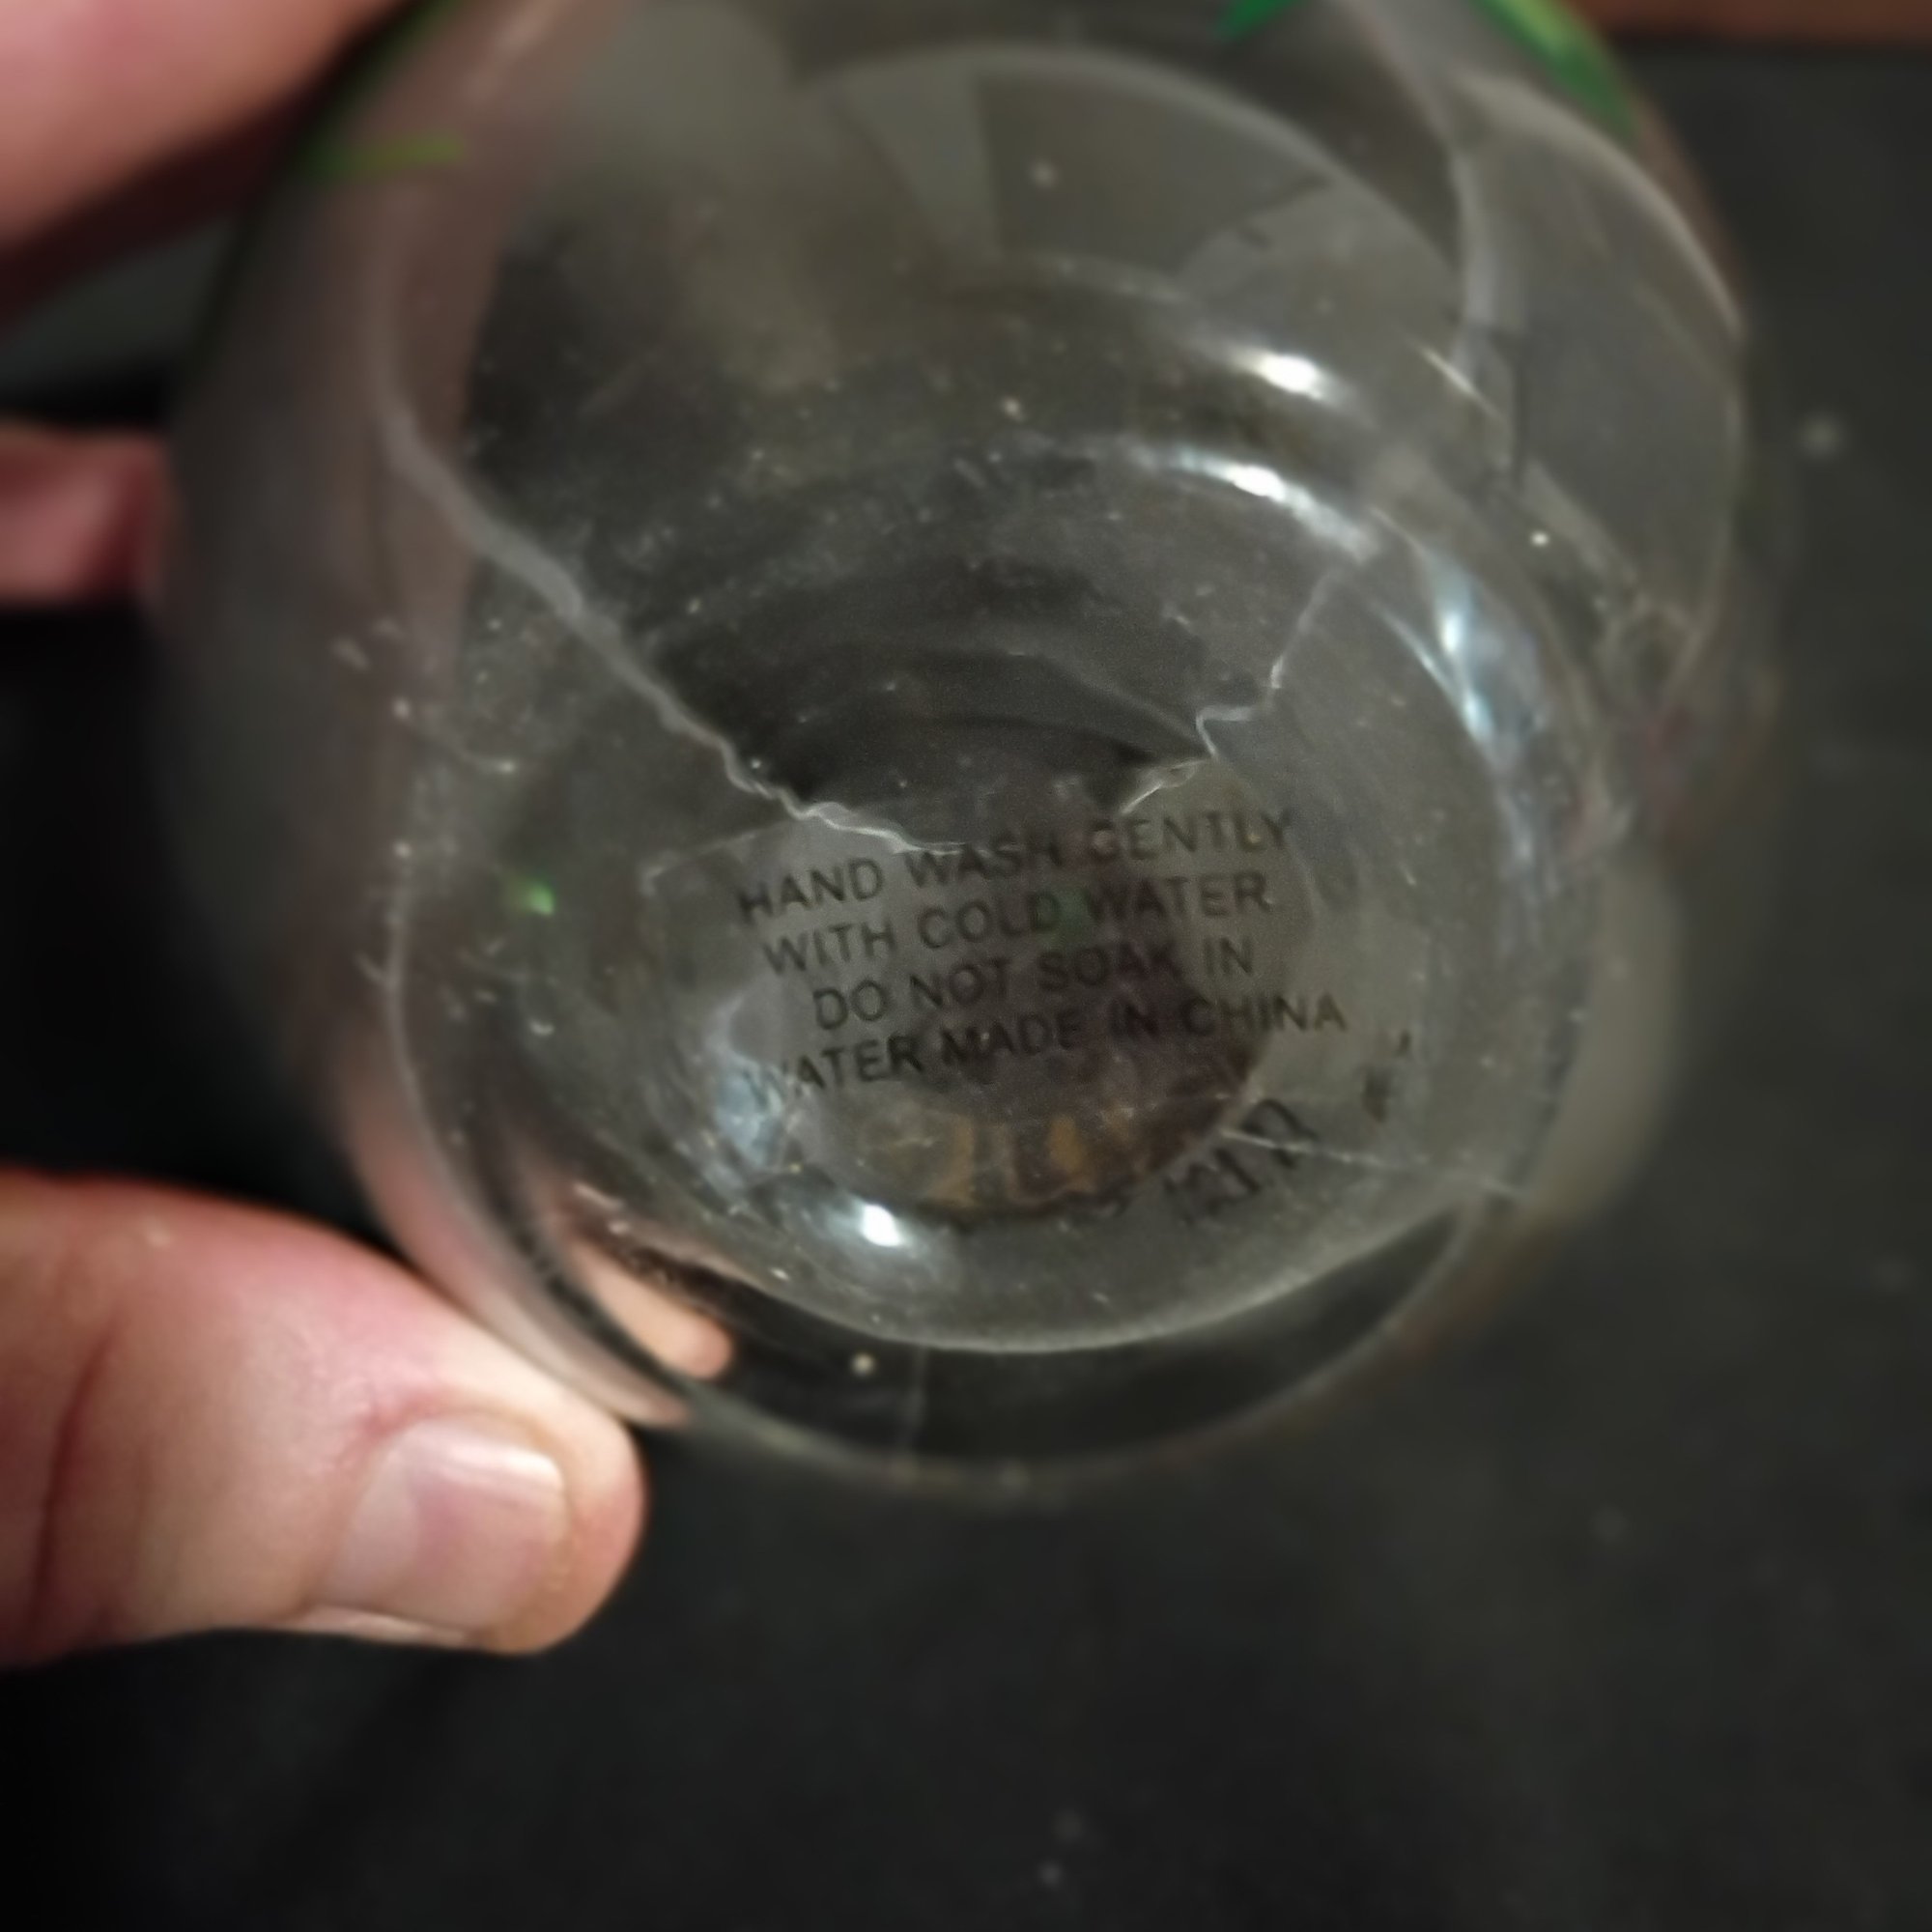 HAND WASH GENTLY
WITH COLD WATER
DO NOT SOAK IN
WATER MADE IN CHINA